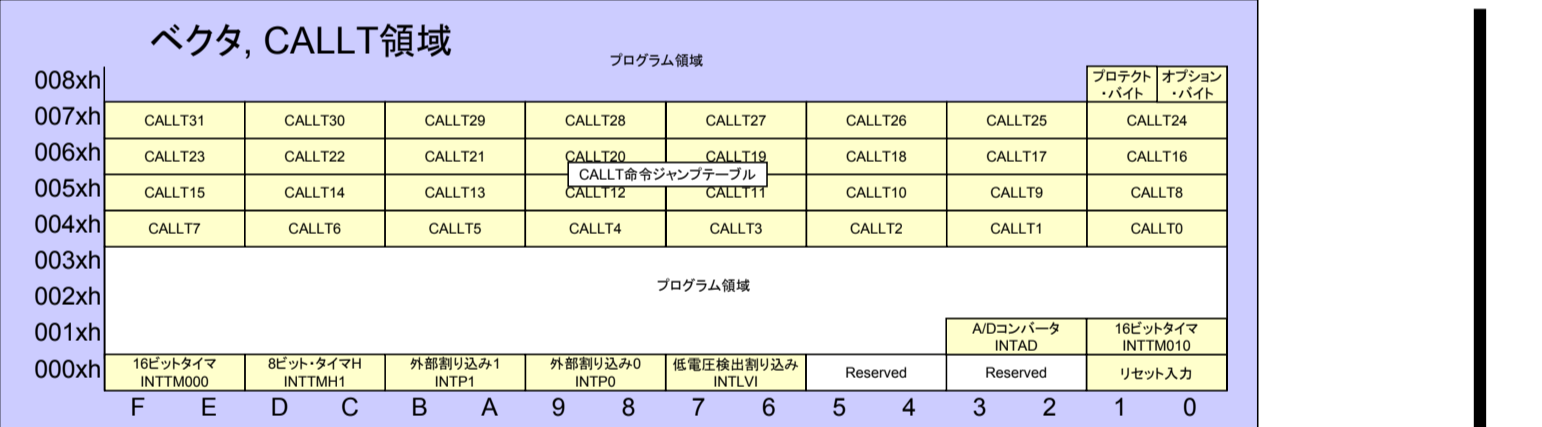 ベクタ, CALLT領域
プログラム領域
008xh プロテクト オプション
・バイト ・バイト
007xh CALLT31 CALLT30 CALLT29 CALLT28 CALLT27 CALLT26 CALLT25 CALLT24
006xh CALLT23 CALLT22 CALLT21 CALLT20 CALLT19 CALLT18 CALLT17 CALLT16
CALLT命令ジャンプテーブル
005xh CALLT15 CALLT14 CALLT13 CALLT12 CALLT11 CALLT10 CALLT9 CALLT8
004xh CALLT7 CALLT6 CALLT5 CALLT4 CALLT3 CALLT2 CALLT1 CALLT0
003xh
プログラム領域
002xh
001xh A/Dコンバータ 16ビットタイマ
INTAD INTTM010
000xh 16ビットタイマ 8ビット・タイマH 外部割り込み1 外部割り込み0 低電圧検出割り込み Reserved Reserved リセット入力
INTTM000 INTTMH1 INTP1 INTP0 INTLVI
F E D C B A 9 8 7 6 5 4 3 2 1 0